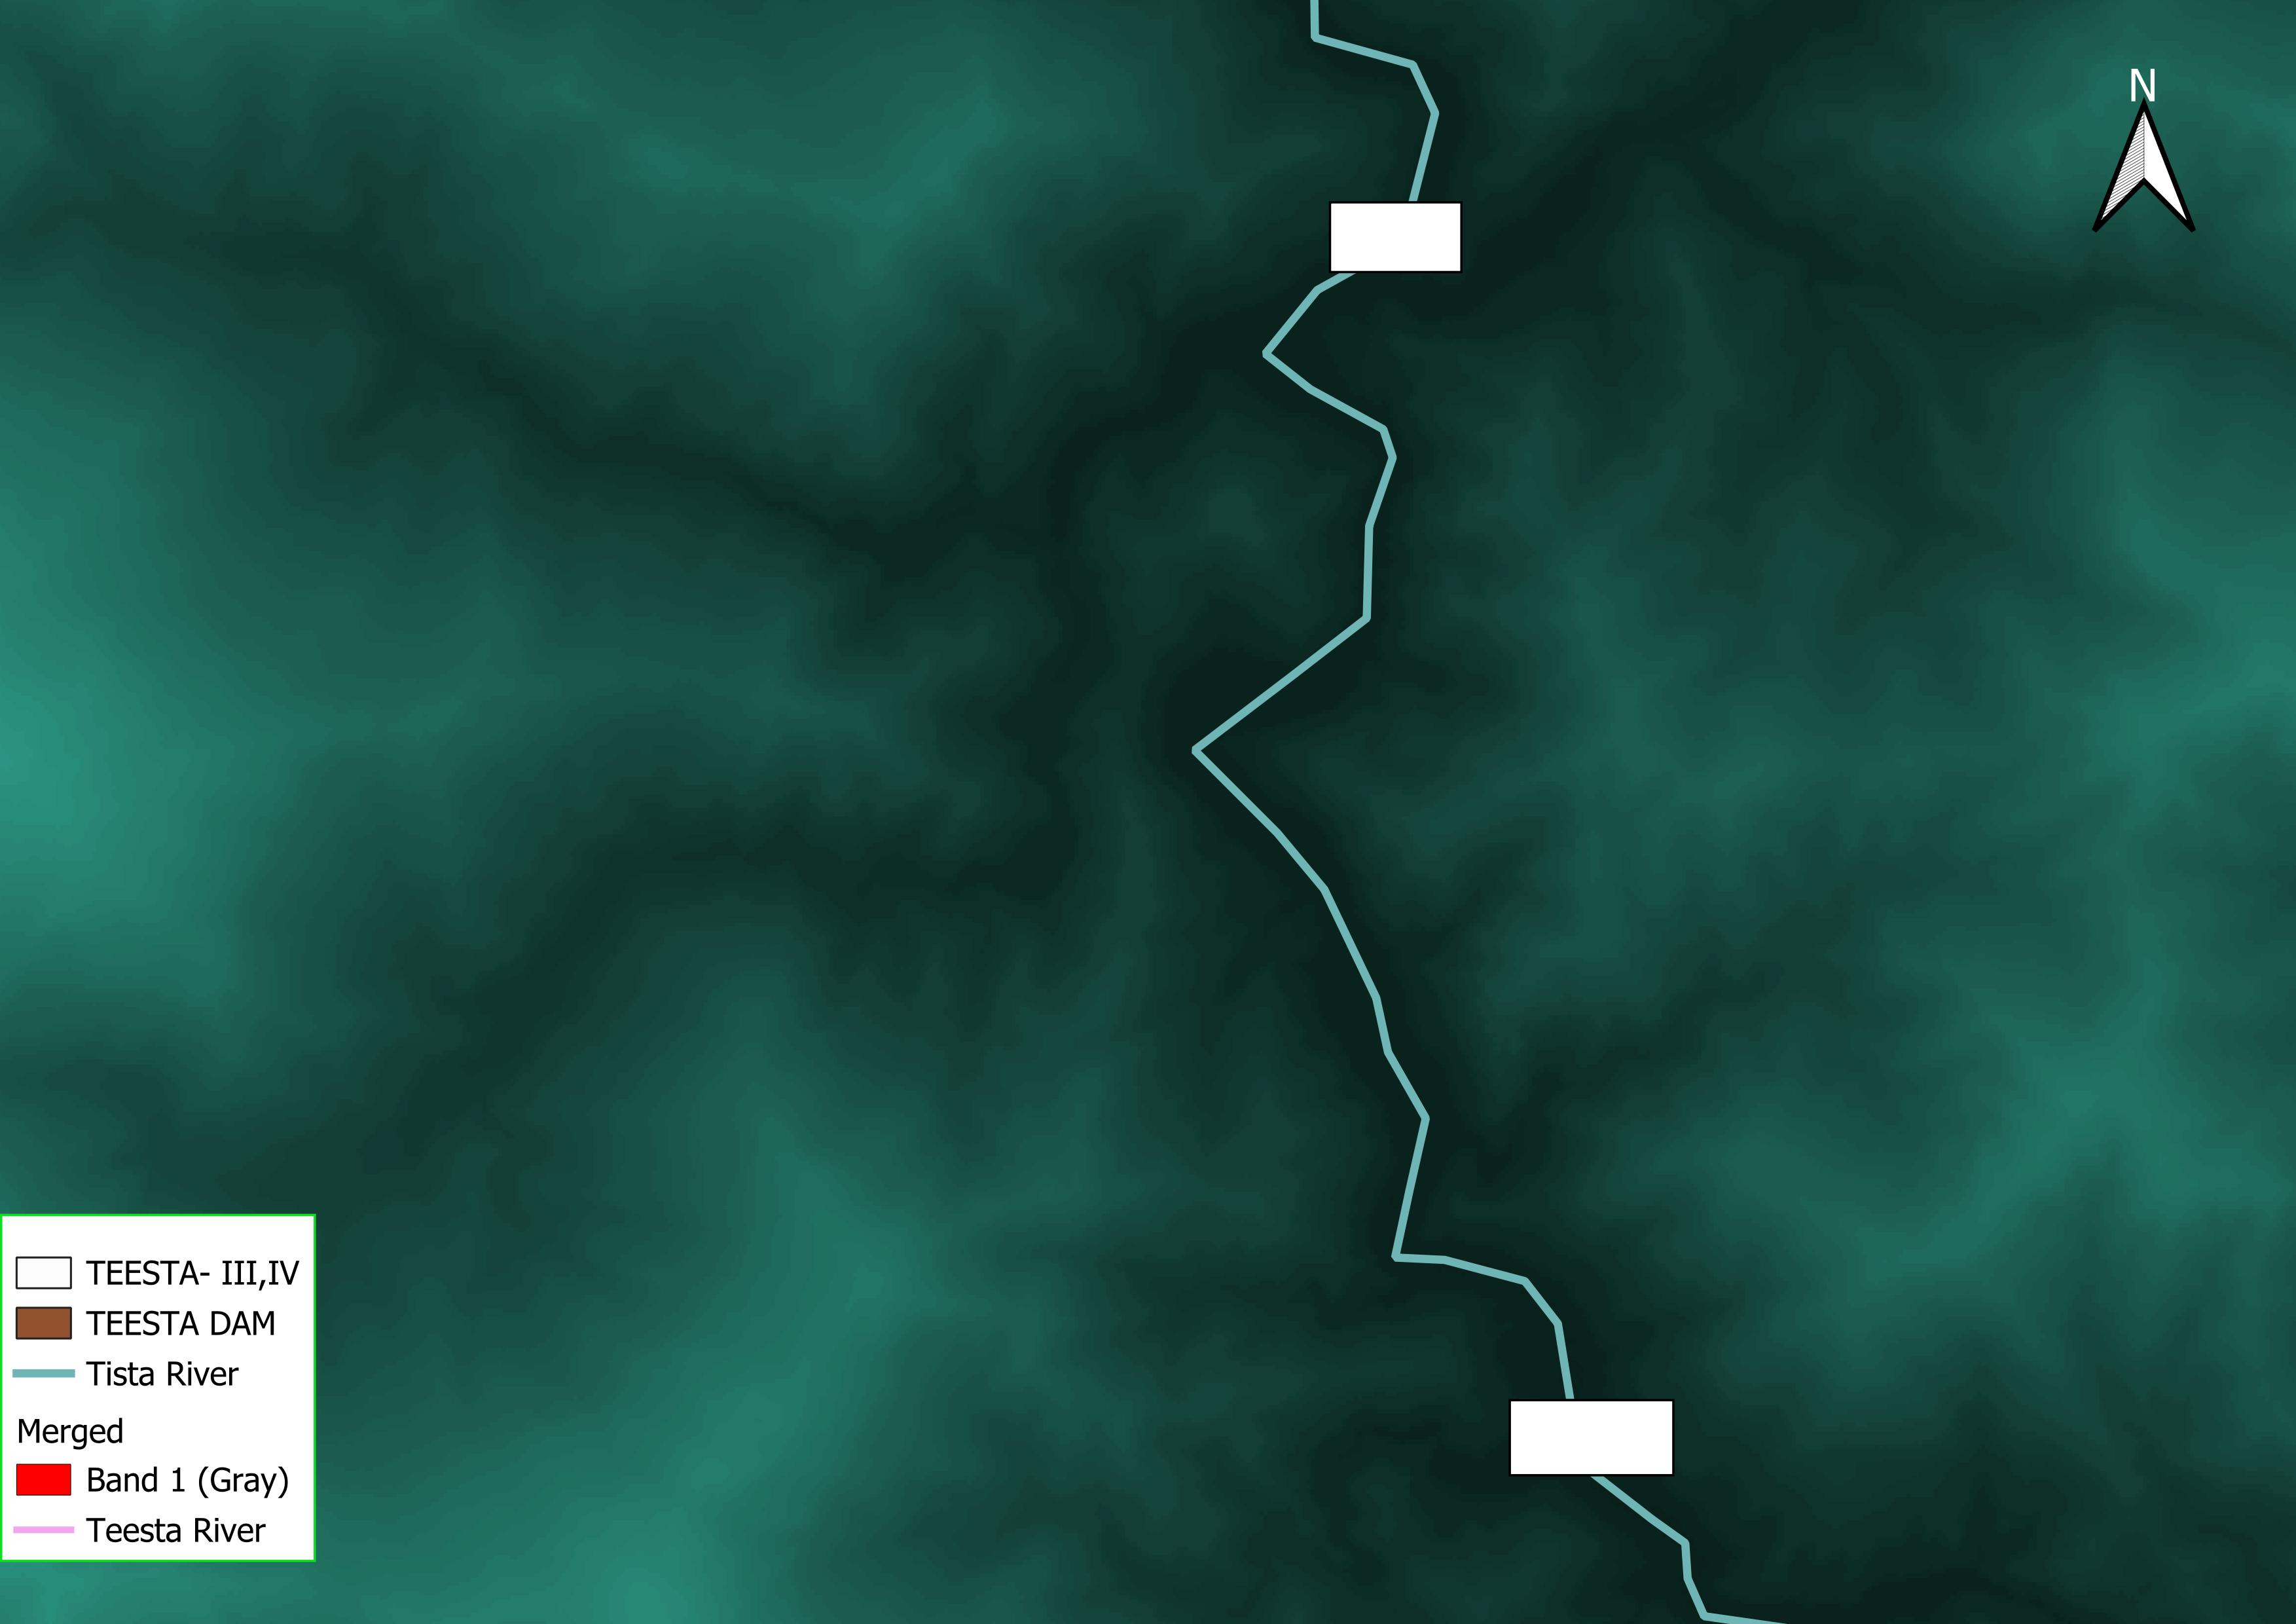 N
TEESTA- III,IV
TEESTA DAM
Tista River
Merged
Band 1 (Gray)
Teesta River